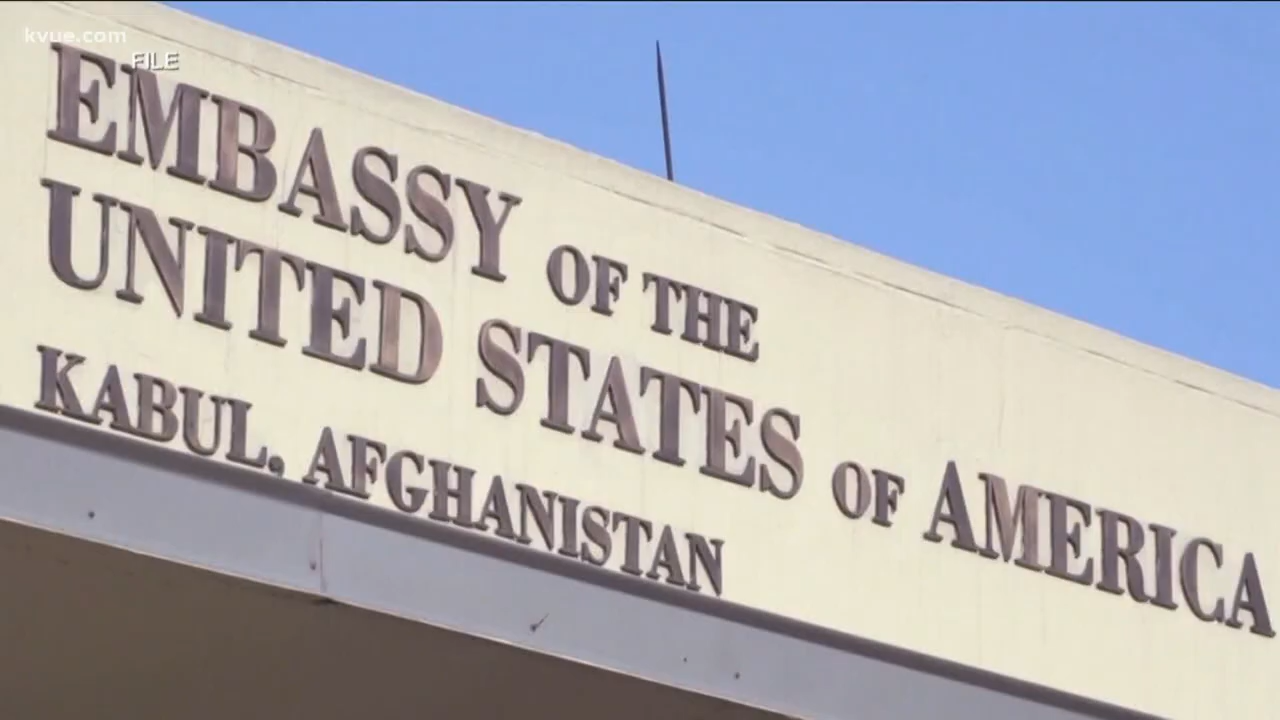 kvue.com
FILE
EMBASSY OF THE
UNITED STATES OF AMERICA
KABUL, AFGHANISTAN